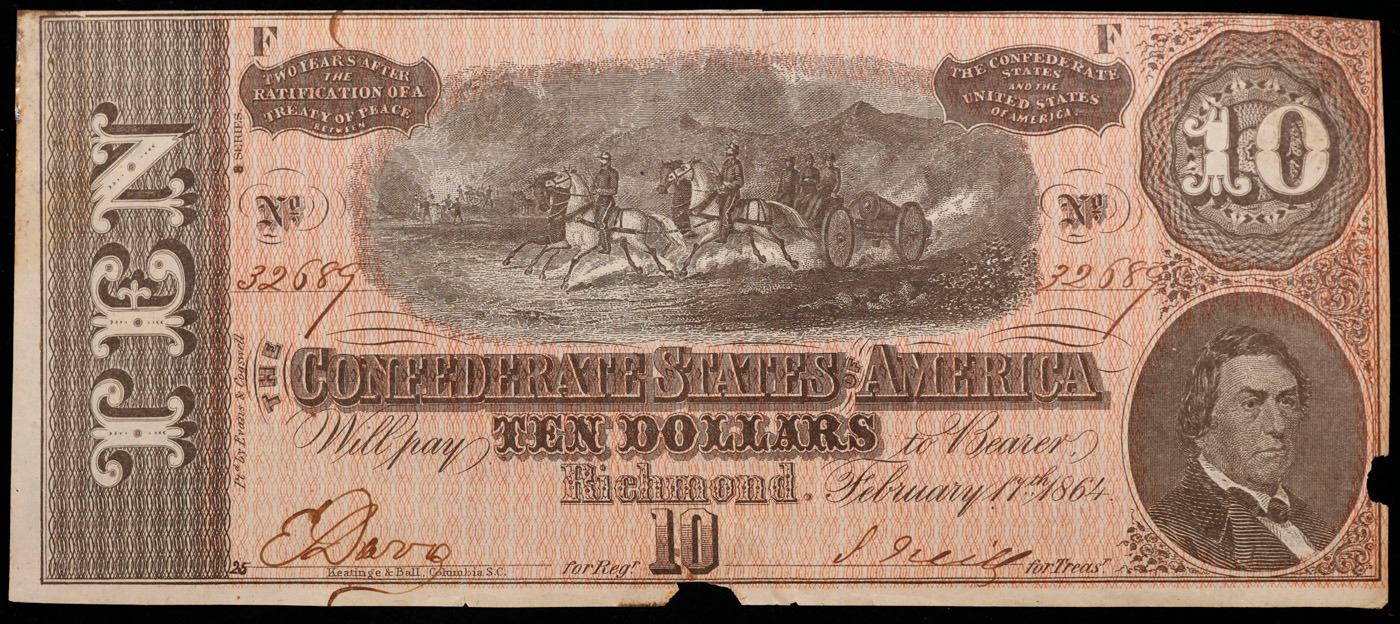 F
F
TWO YEARS AFTER
THE
RATIFICATION OF A
TREATY OF PEACE
BETWEEN
THE CONFEDERATE
STATES
AND THE
UNITED STATES
OF AMERICA.
10
TEN
8 SERIES
No.
No.
32689
32689
THE
CONFEDERATE STATES OF AMERICA
Will pay TEN DOLLARS to Bearer,
Richmond. February 17th, 1864.
Ptd. by Evans & Cogswell
10
25
for Regr.
for Treasr.
Keatinge & Ball, Columbia S.C.